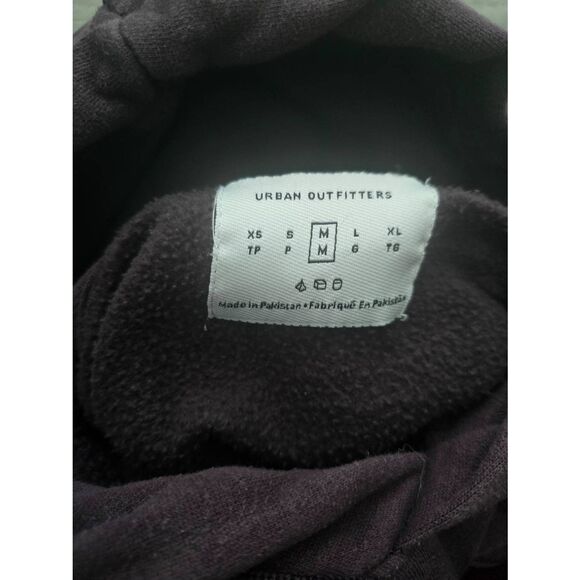 URBAN OUTFITTERS
XS S M L XL
TP P M G TG
Made in Pakistan • Fabriqué En Pakistan